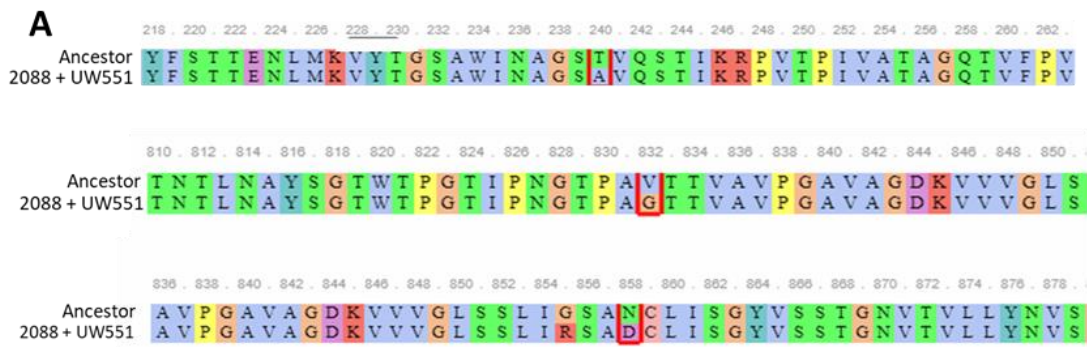 A
218 . 220 . 222 . 224 . 226 . 228 . 230 . 232 . 234 . 236 . 238 . 240 . 242 . 244 . 246 . 248 . 250 . 252 . 254 . 256 . 258 . 260 . 262 .
Ancestor Y F S T T E N L M K V Y T G S A W I N A G S T V Q S T I K R P V T P I V A T A G Q T V F P V
2088 + UW551 Y F S T T E N L M K V Y T G S A W I N A G S A V Q S T I K R P V T P I V A T A G Q T V F P V
810 . 812 . 814 . 816 . 818 . 820 . 822 . 824 . 826 . 828 . 830 . 832 . 834 . 836 . 838 . 840 . 842 . 844 . 846 . 848 . 850 .
Ancestor T N T L N A Y S G T W T P G T I P N G T P A V T T V A V P G A V A G D K V V V G L S
2088 + UW551 T N T L N A Y S G T W T P G T I P N G T P A G T T V A V P G A V A G D K V V V G L S
836 . 838 . 840 . 842 . 844 . 846 . 848 . 850 . 852 . 854 . 856 . 858 . 860 . 862 . 864 . 866 . 868 . 870 . 872 . 874 . 876 . 878 .
Ancestor A V P G A V A G D K V V V G L S S L I G S A N C L I S G Y V S S T G N V T V L L Y N V S
2088 + UW551 A V P G A V A G D K V V V G L S S L I R S A D C L I S G Y V S S T G N V T V L L Y N V S